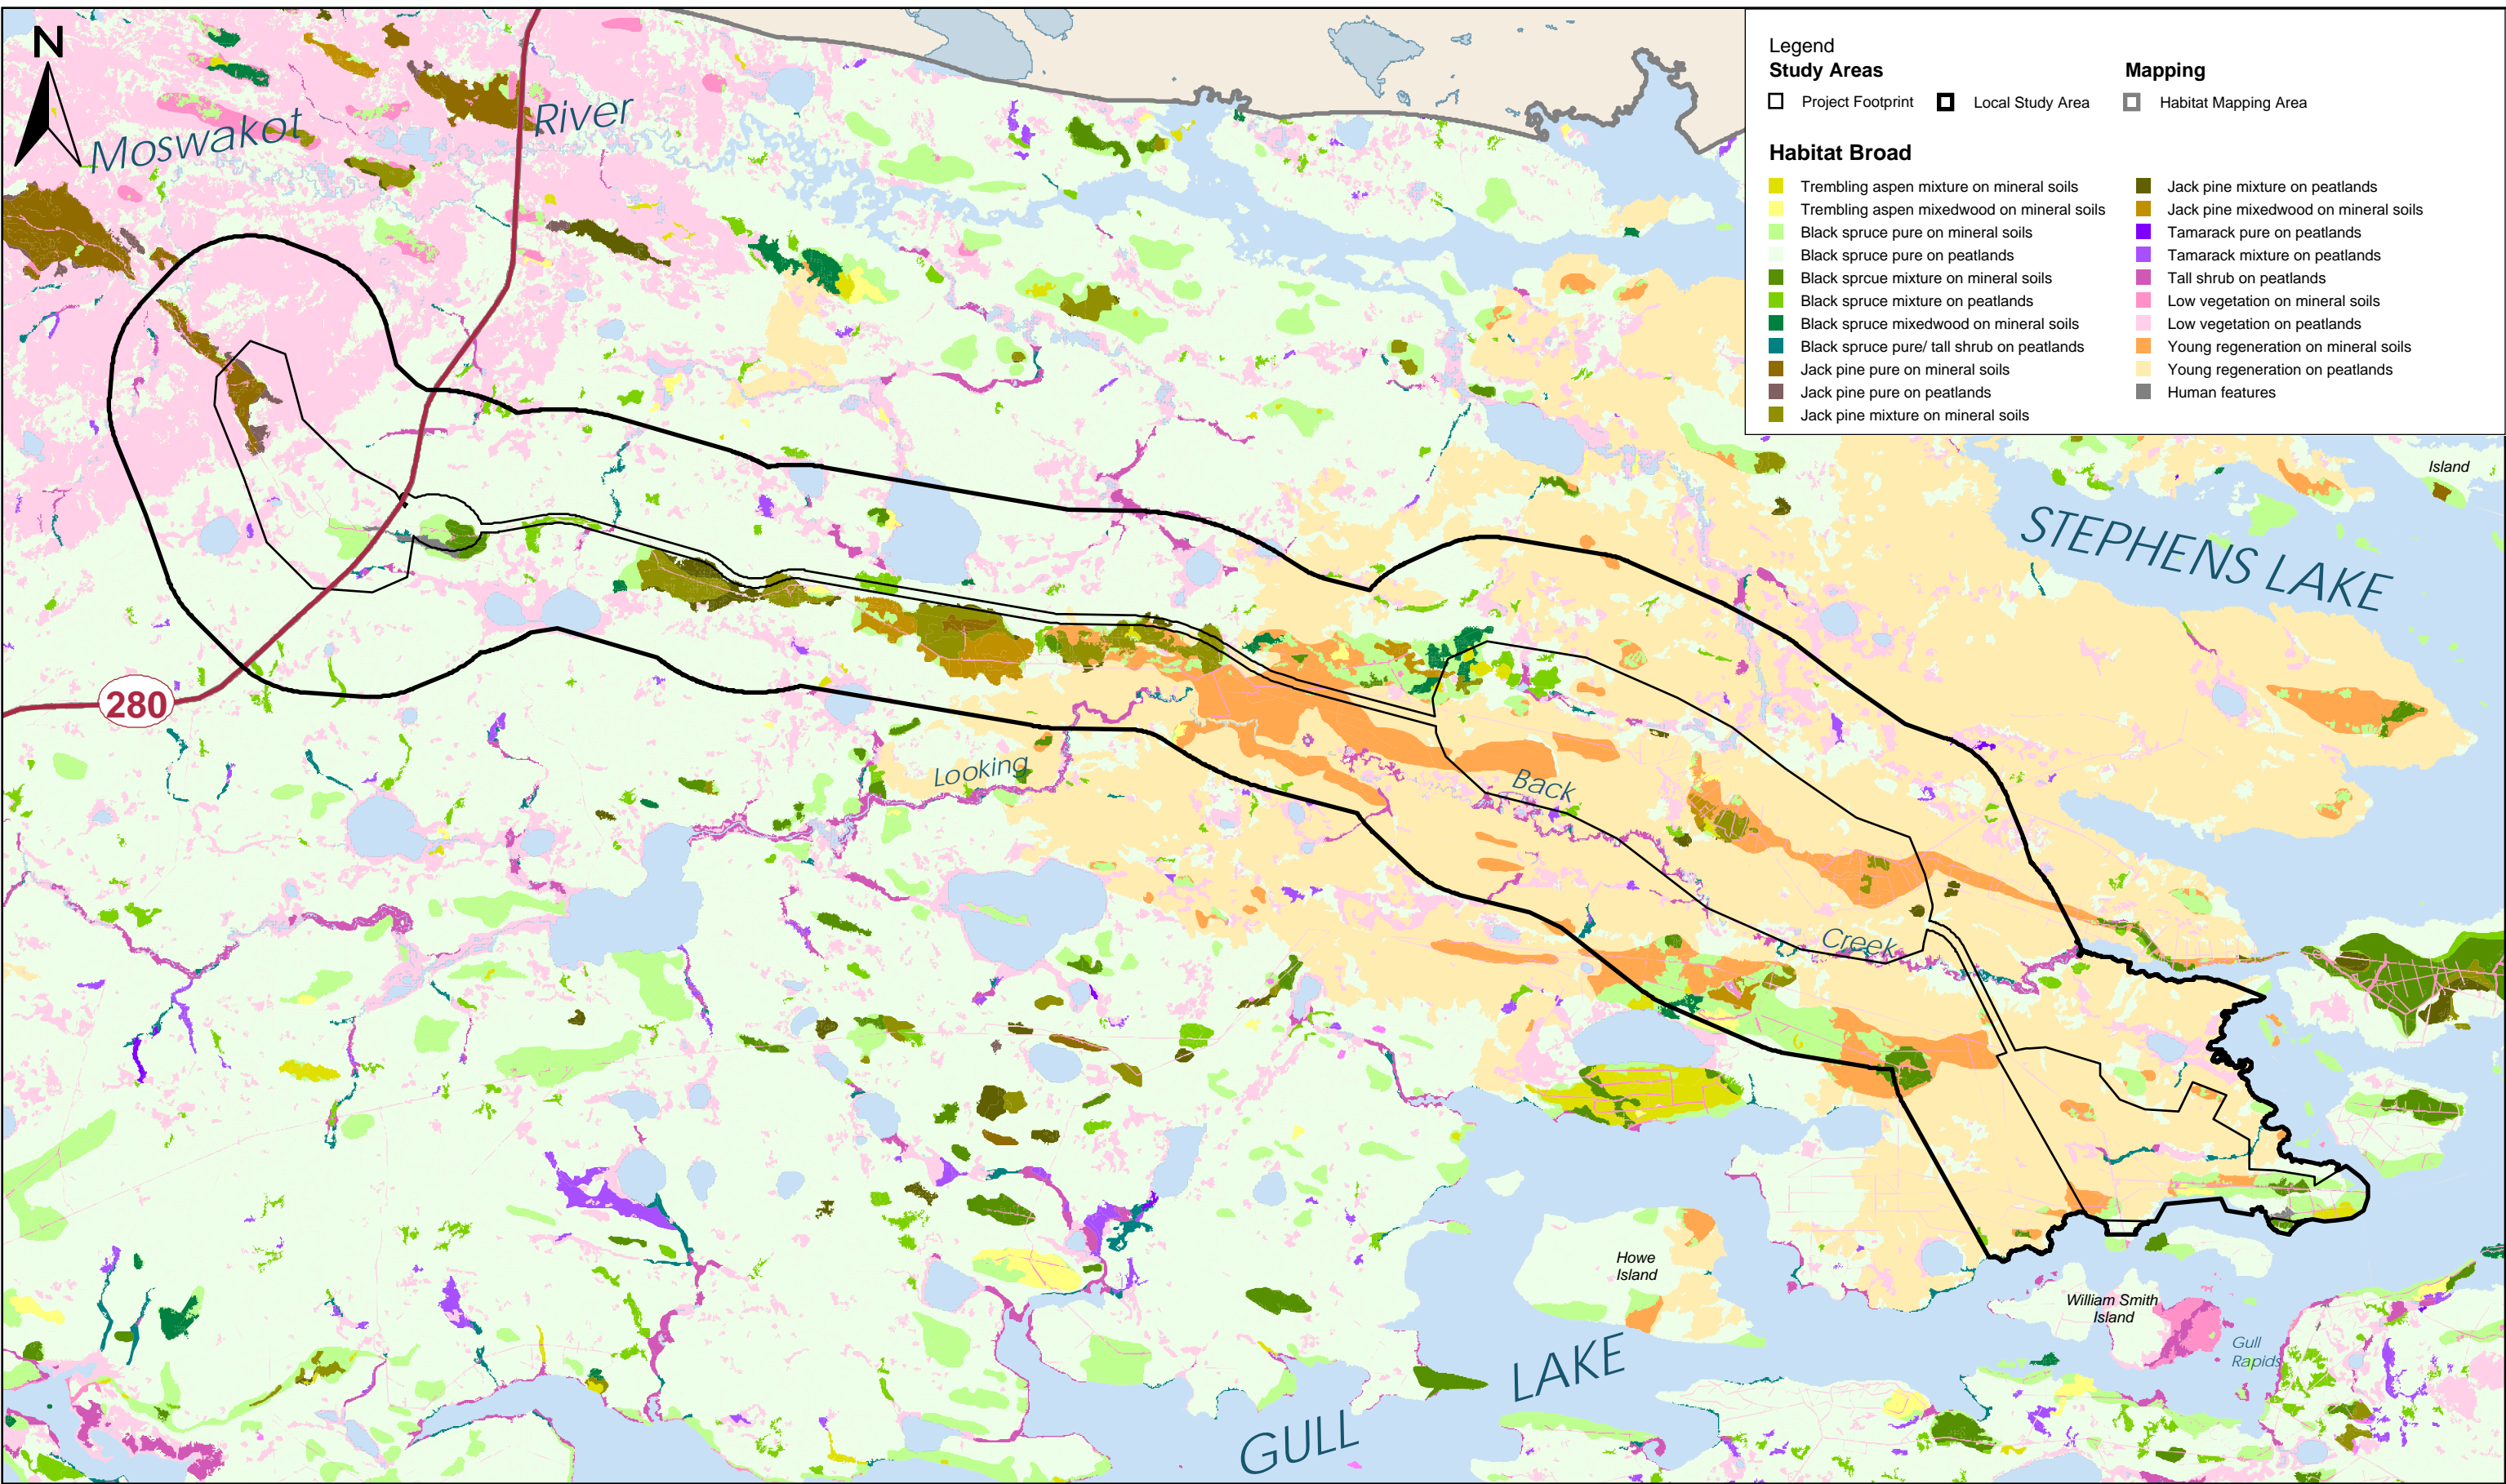 N
Moswakot
River
Legend
Study Areas
Mapping
Project Footprint
Local Study Area
Habitat Mapping Area
Habitat Broad
Trembling aspen mixture on mineral soils
Trembling aspen mixedwood on mineral soils
Black spruce pure on mineral soils
Black spruce pure on peatlands
Black sprcue mixture on mineral soils
Black spruce mixture on peatlands
Black spruce mixedwood on mineral soils
Black spruce pure/ tall shrub on peatlands
Jack pine pure on mineral soils
Jack pine pure on peatlands
Jack pine mixture on mineral soils
Jack pine mixture on peatlands
Jack pine mixedwood on mineral soils
Tamarack pure on peatlands
Tamarack mixture on peatlands
Tall shrub on peatlands
Low vegetation on mineral soils
Low vegetation on peatlands
Young regeneration on mineral soils
Young regeneration on peatlands
Human features
Island
STEPHENS LAKE
280
Looking
Back
Creek
Howe
Island
William Smith
Island
Gull
Rapids
LAKE
GULL